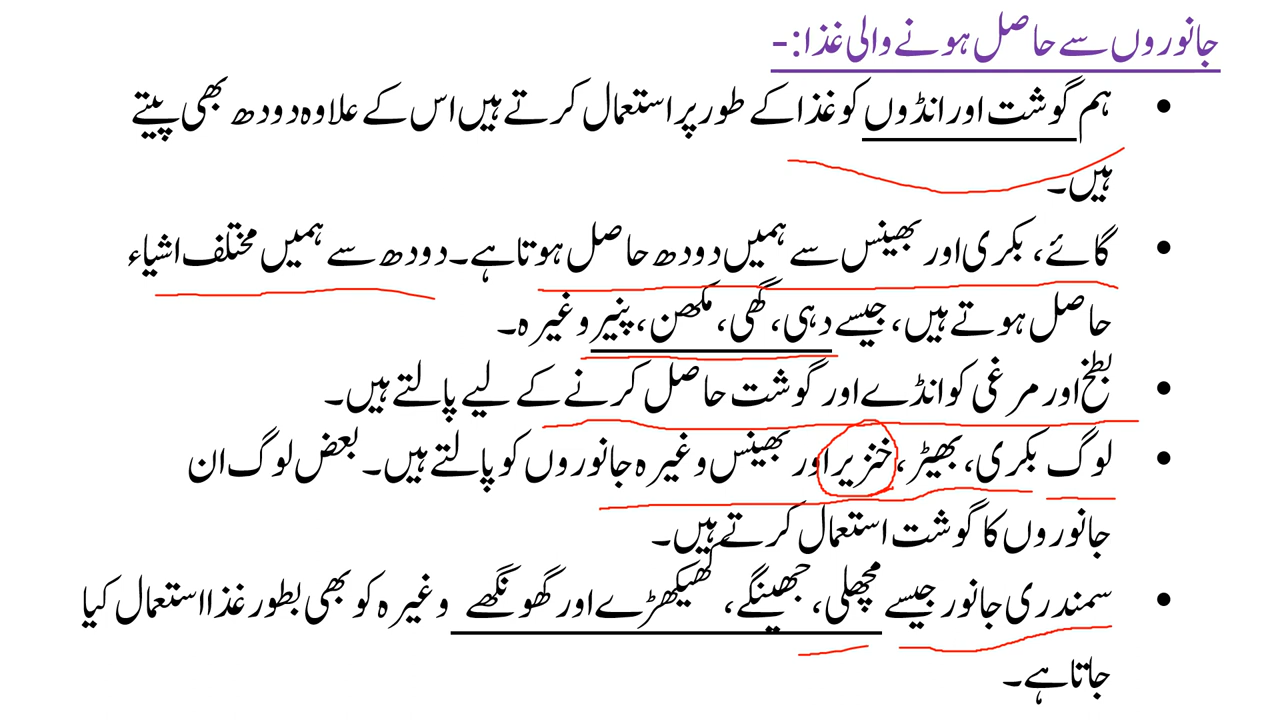 جانوروں سے حاصل ہونے والی غذا:-
• ہم گوشت اور انڈوں کو غذا کے طور پر استعمال کرتے ہیں اس کے علاوہ دودھ بھی پیتے
ہیں۔
• گائے، بکری اور بھینس سے ہمیں دودھ حاصل ہوتا ہے۔ دودھ سے ہمیں مختلف اشیاء
حاصل ہوتے ہیں، جیسے دہی، گھی، مکھن، پنیر وغیرہ۔
• بطخ اور مرغی کو انڈے اور گوشت حاصل کرنے کے لیے پالتے ہیں۔
• لوگ بکری، بھیڑ، خنزیر اور بھینس وغیرہ جانوروں کو پالتے ہیں۔ بعض لوگ ان
جانوروں کا گوشت استعمال کرتے ہیں۔
• سمندری جانور جیسے مچھلی، جھینگے، کھیکھڑے اور گھونگھے وغیرہ کو بھی بطور غذا استعمال کیا
جاتا ہے۔